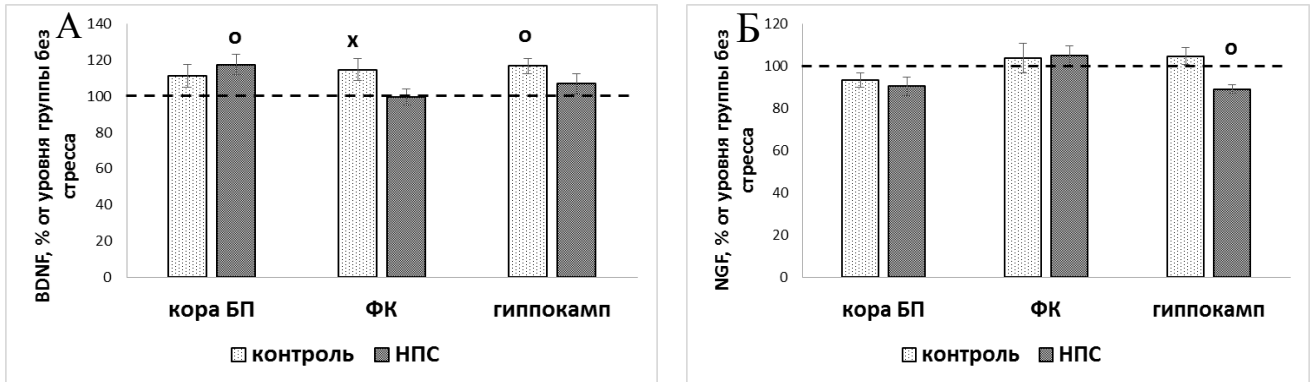 А
BDNF, % от уровня группы без
стресса
140
120
100
80
60
40
20
0
о
х
о
кора БП
ФК
гиппокамп
контроль
НПС
Б
NGF, % от уровня группы без
стресса
120
100
80
60
40
20
0
о
кора БП
ФК
гиппокамп
контроль
НПС